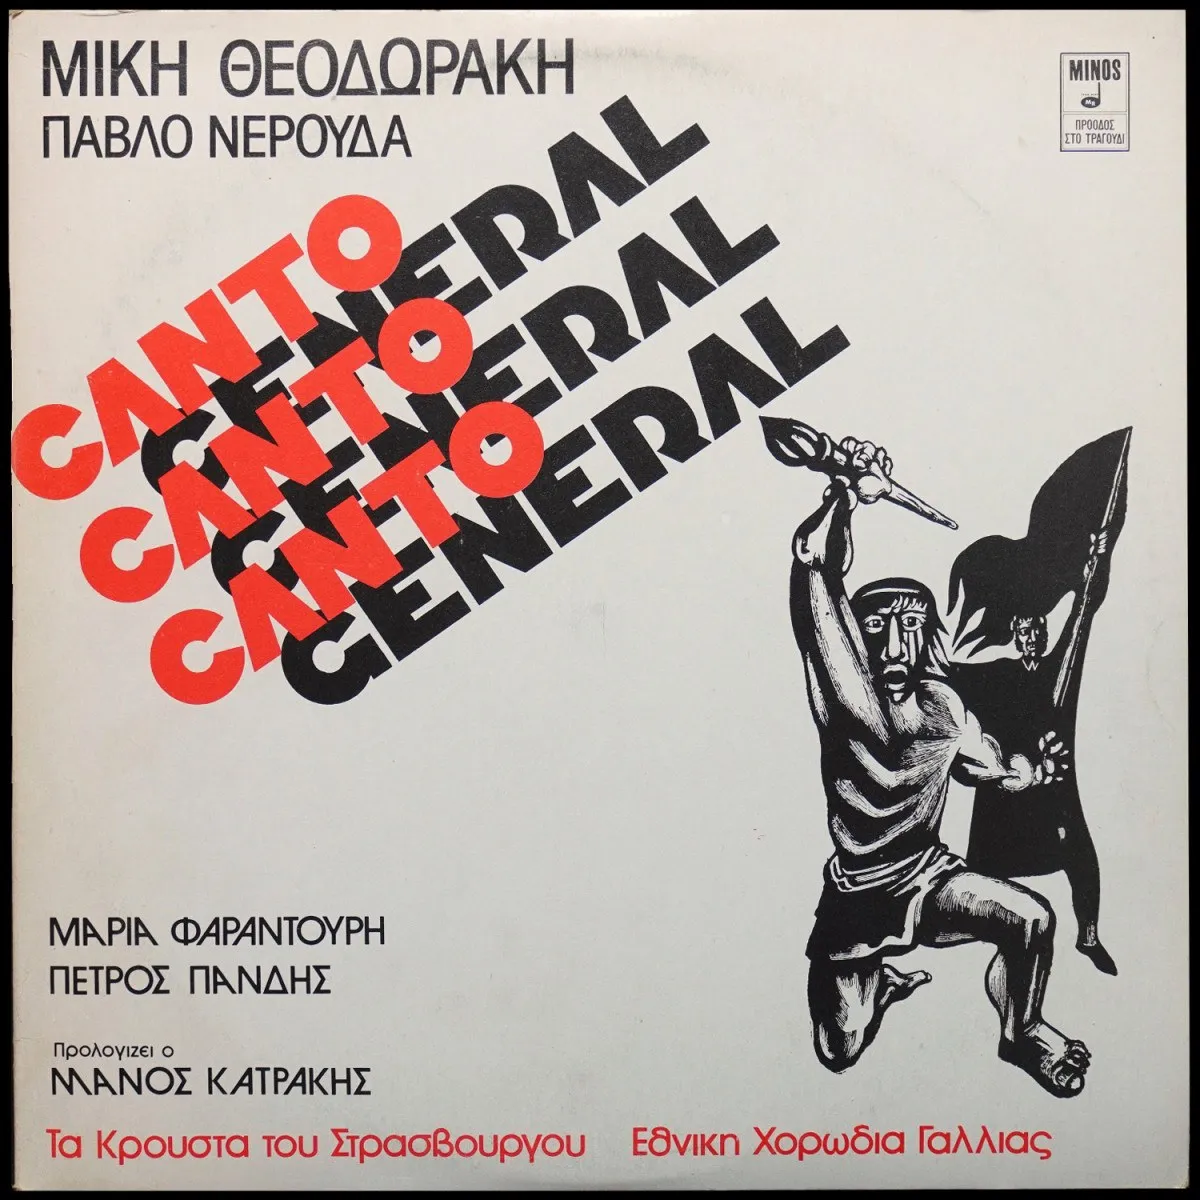 ΜΙΚΗ ΘΕΟΔΩΡΑΚΗ
ΠΑΒΛΟ ΝΕΡΟΥΔΑ
MINOS
ΠΡΟΟΔΟΣ
ΣΤΟ ΤΡΑΓΟΥΔΙ
CANTO GENERAL
CANTO GENERAL
CANTO GENERAL
ΜΑΡΙΑ ΦΑΡΑΝΤΟΥΡΗ
ΠΕΤΡΟΣ ΠΑΝΔΗΣ
Προλογιζει ο
ΜΑΝΟΣ ΚΑΤΡΑΚΗΣ
Τα Κρουστα του Στρασβουργου Εθνικη Χορωδια Γαλλιας